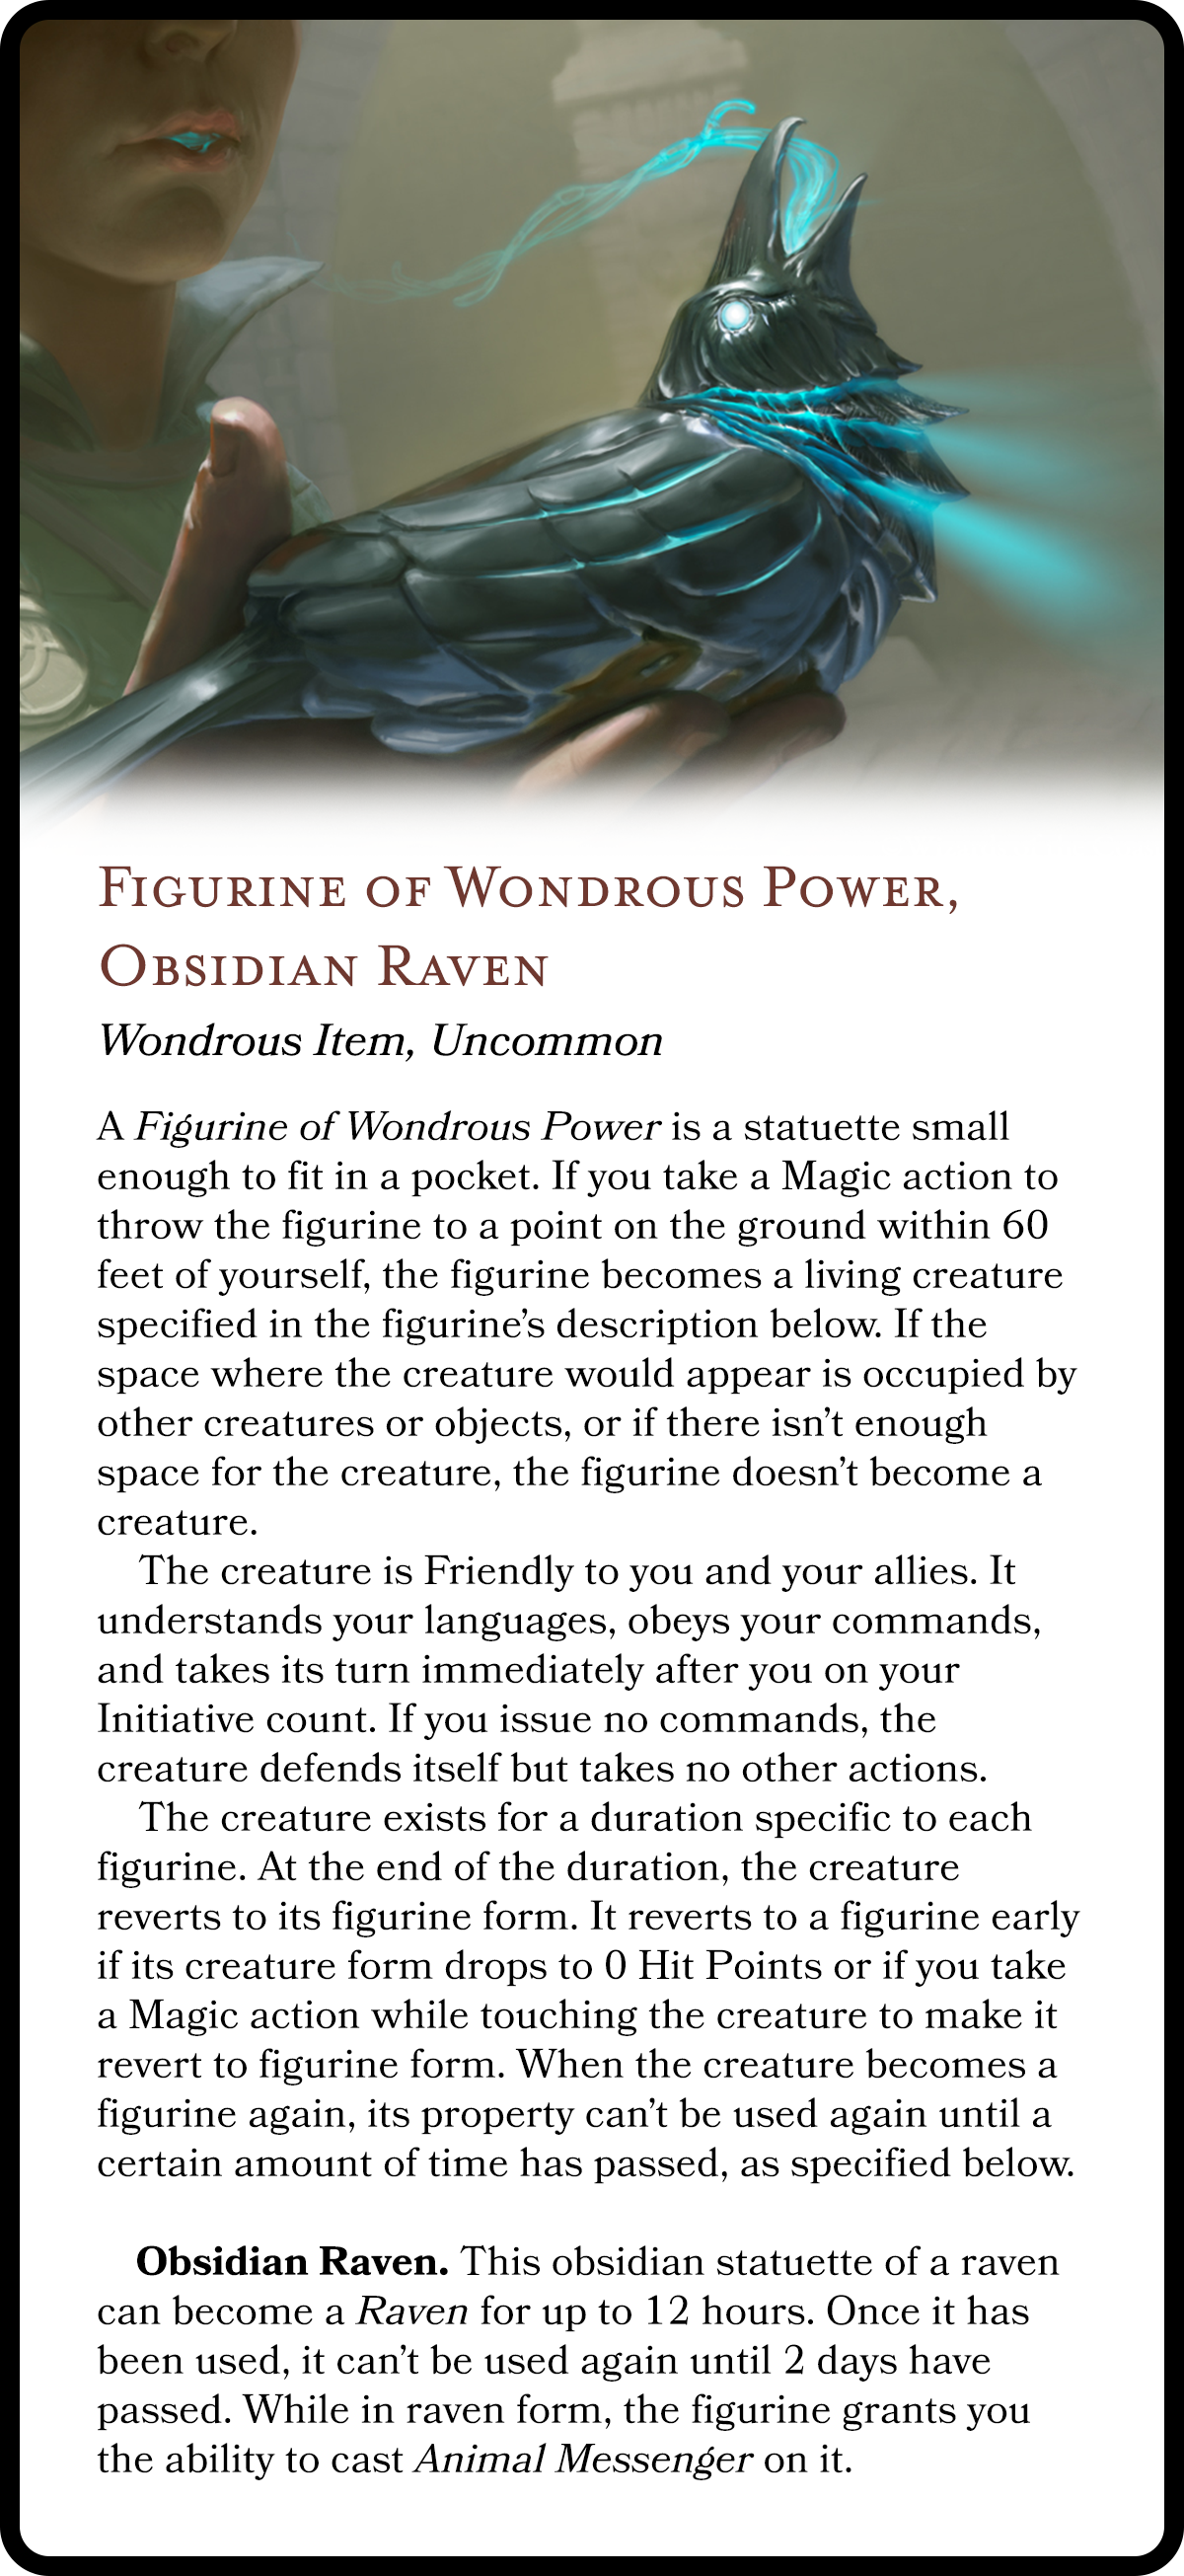 Figurine of Wondrous Power,
Obsidian Raven
Wondrous Item, Uncommon
A Figurine of Wondrous Power is a statuette small
enough to fit in a pocket. If you take a Magic action to
throw the figurine to a point on the ground within 60
feet of yourself, the figurine becomes a living creature
specified in the figurine’s description below. If the
space where the creature would appear is occupied by
other creatures or objects, or if there isn’t enough
space for the creature, the figurine doesn’t become a
creature.
The creature is Friendly to you and your allies. It
understands your languages, obeys your commands,
and takes its turn immediately after you on your
Initiative count. If you issue no commands, the
creature defends itself but takes no other actions.
The creature exists for a duration specific to each
figurine. At the end of the duration, the creature
reverts to its figurine form. It reverts to a figurine early
if its creature form drops to 0 Hit Points or if you take
a Magic action while touching the creature to make it
revert to figurine form. When the creature becomes a
figurine again, its property can’t be used again until a
certain amount of time has passed, as specified below.
Obsidian Raven. This obsidian statuette of a raven
can become a Raven for up to 12 hours. Once it has
been used, it can’t be used again until 2 days have
passed. While in raven form, the figurine grants you
the ability to cast Animal Messenger on it.